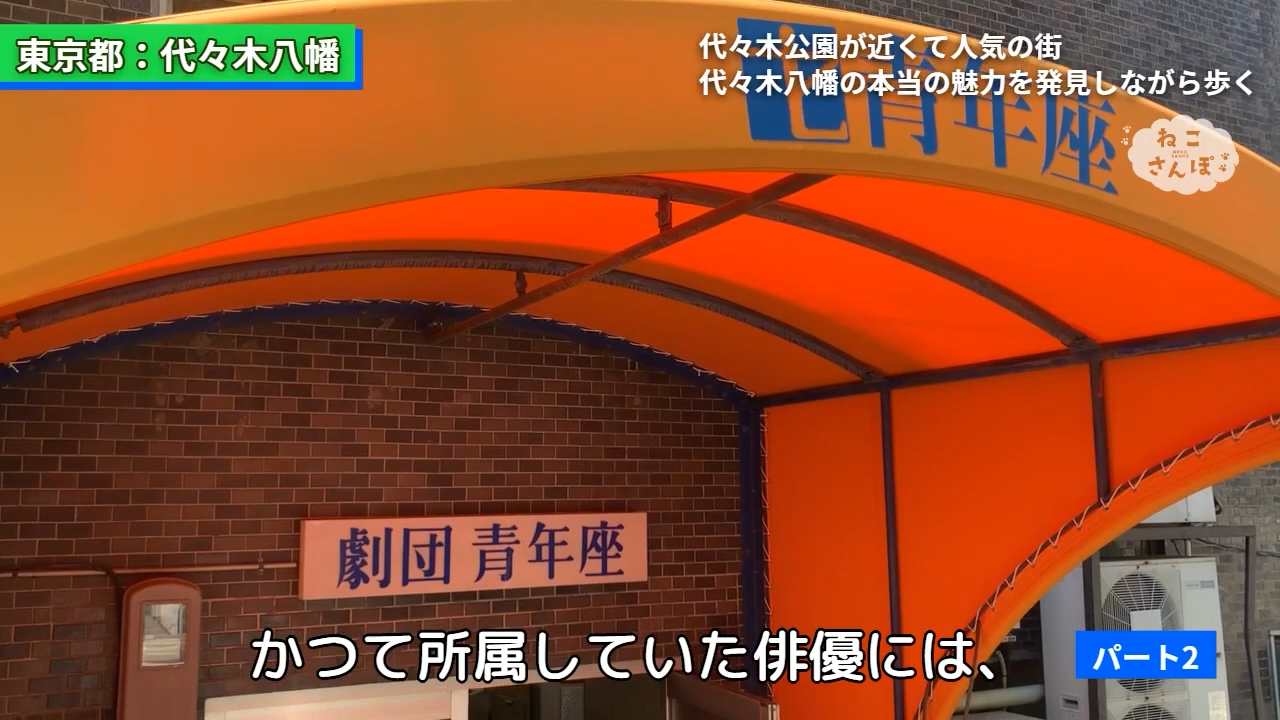 東京都：代々木八幡
代々木公園が近くて人気の街
代々木八幡の本当の魅力を発見しながら歩く
青年座
ねこ
さんぽ
劇団 青年座
かつて所属していた俳優には、
パート2